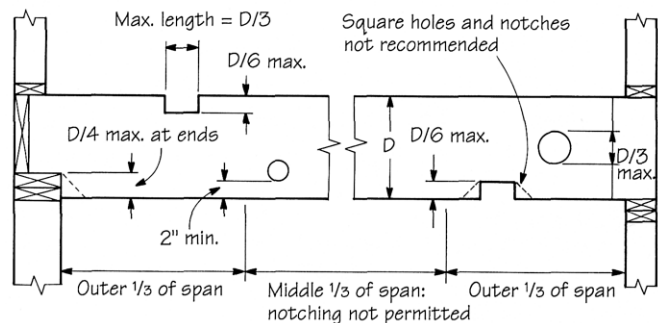 Max. length = D/3
Square holes and notches
not recommended
D/6 max.
D/4 max. at ends
D
D/6 max.
D/3
max.
2" min.
Outer 1/3 of span
Middle 1/3 of span:
notching not permitted
Outer 1/3 of span